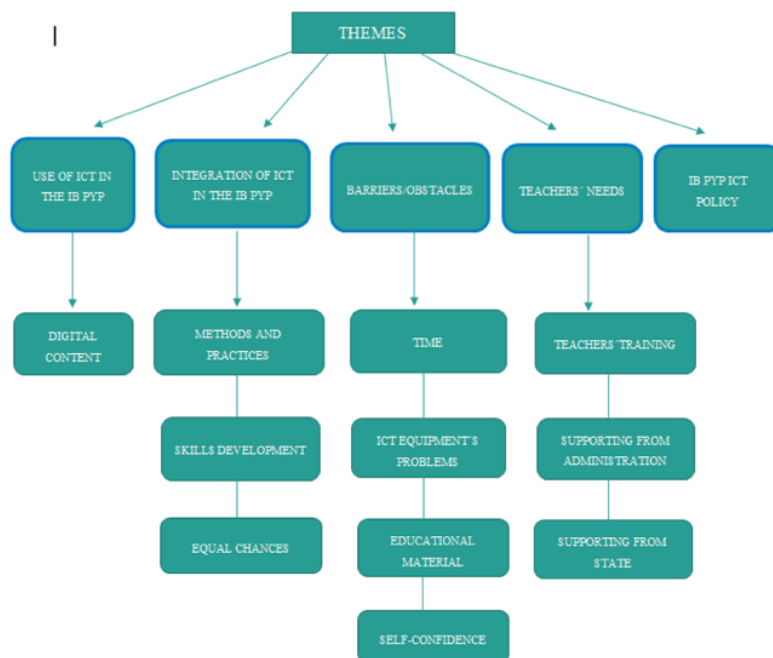 THEMES
USE OF ICT IN
THE IB PYP
INTEGRATION OF ICT
IN THE IB PYP
BARRIERS/OBSTACLES
TEACHERS´ NEEDS
IB PYP ICT
POLICY
DIGITAL
CONTENT
METHODS AND
PRACTICES
TIME
TEACHERS´TRAINING
SKILLS DEVELOPMENT
ICT EQUIPMENT'S
PROBLEMS
SUPPORTING FROM
ADMINISTRATION
EQUAL CHANCES
EDUCATIONAL
MATERIAL
SUPPORTING FROM
STATE
SELF-CONFIDENCE